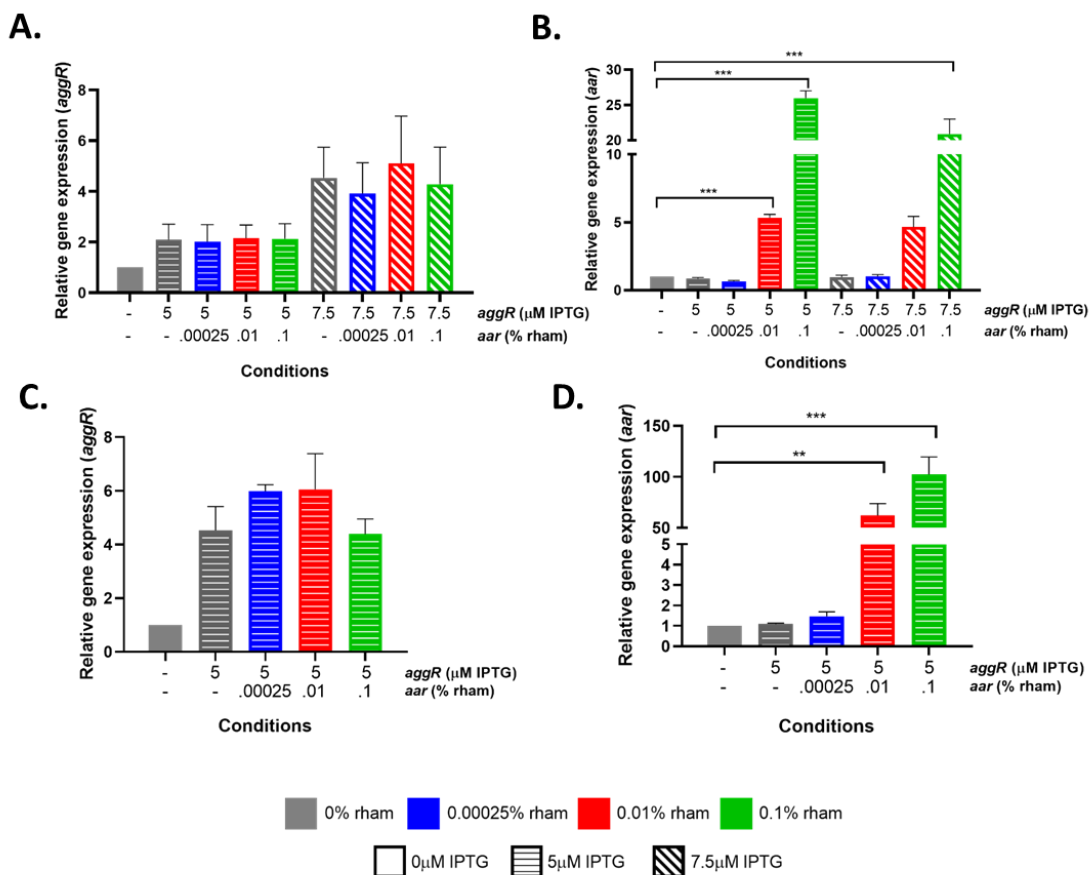 A.
Relative gene expression (aggR)
8
6
4
2
0
- 5 5 5 5 7.5 7.5 7.5 7.5
- - .00025 .01 .1 - .00025 .01 .1
Conditions
B.
Relative gene expression (aar)
30
25
20
15
10
5
0
***
***
***
- 5 5 5 5 7.5 7.5 7.5 7.5 aggR (μM IPTG)
- - .00025 .01 .1 - .00025 .01 .1 aar (% rham)
Conditions
C.
Relative gene expression (aggR)
8
6
4
2
0
- 5 5 5 5 aggR (μM IPTG)
- - .00025 .01 .1 aar (% rham)
Conditions
D.
Relative gene expression (aar)
150
100
50
5
4
3
2
1
0
***
**
- 5 5 5 5 aggR (μM IPTG)
- - .00025 .01 .1 aar (% rham)
Conditions
0% rham 0.00025% rham 0.01% rham 0.1% rham
0μM IPTG 5μM IPTG 7.5μM IPTG